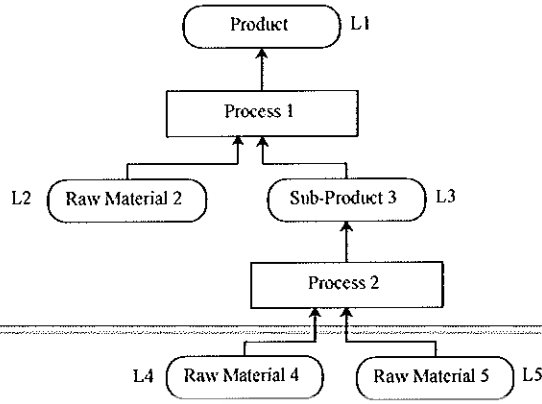 Product L1
Process 1
L2 Raw Material 2 Sub-Product 3 L3
Process 2
L4 Raw Material 4 Raw Material 5 L5